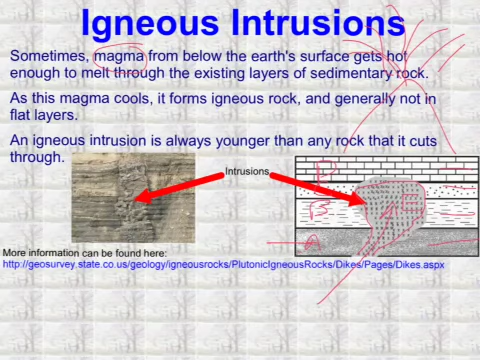 Igneous Intrusions
Sometimes, magma from below the earth's surface gets hot
enough to melt through the existing layers of sedimentary rock.
As this magma cools, it forms igneous rock, and generally not in
flat layers.
An igneous intrusion is always younger than any rock that it cuts
through.
Intrusions
More information can be found here:
http://geosurvey.state.co.us/geology/igneousrocks/PlutonicIgneousRocks/Dikes/Pages/Dikes.aspx
B
A